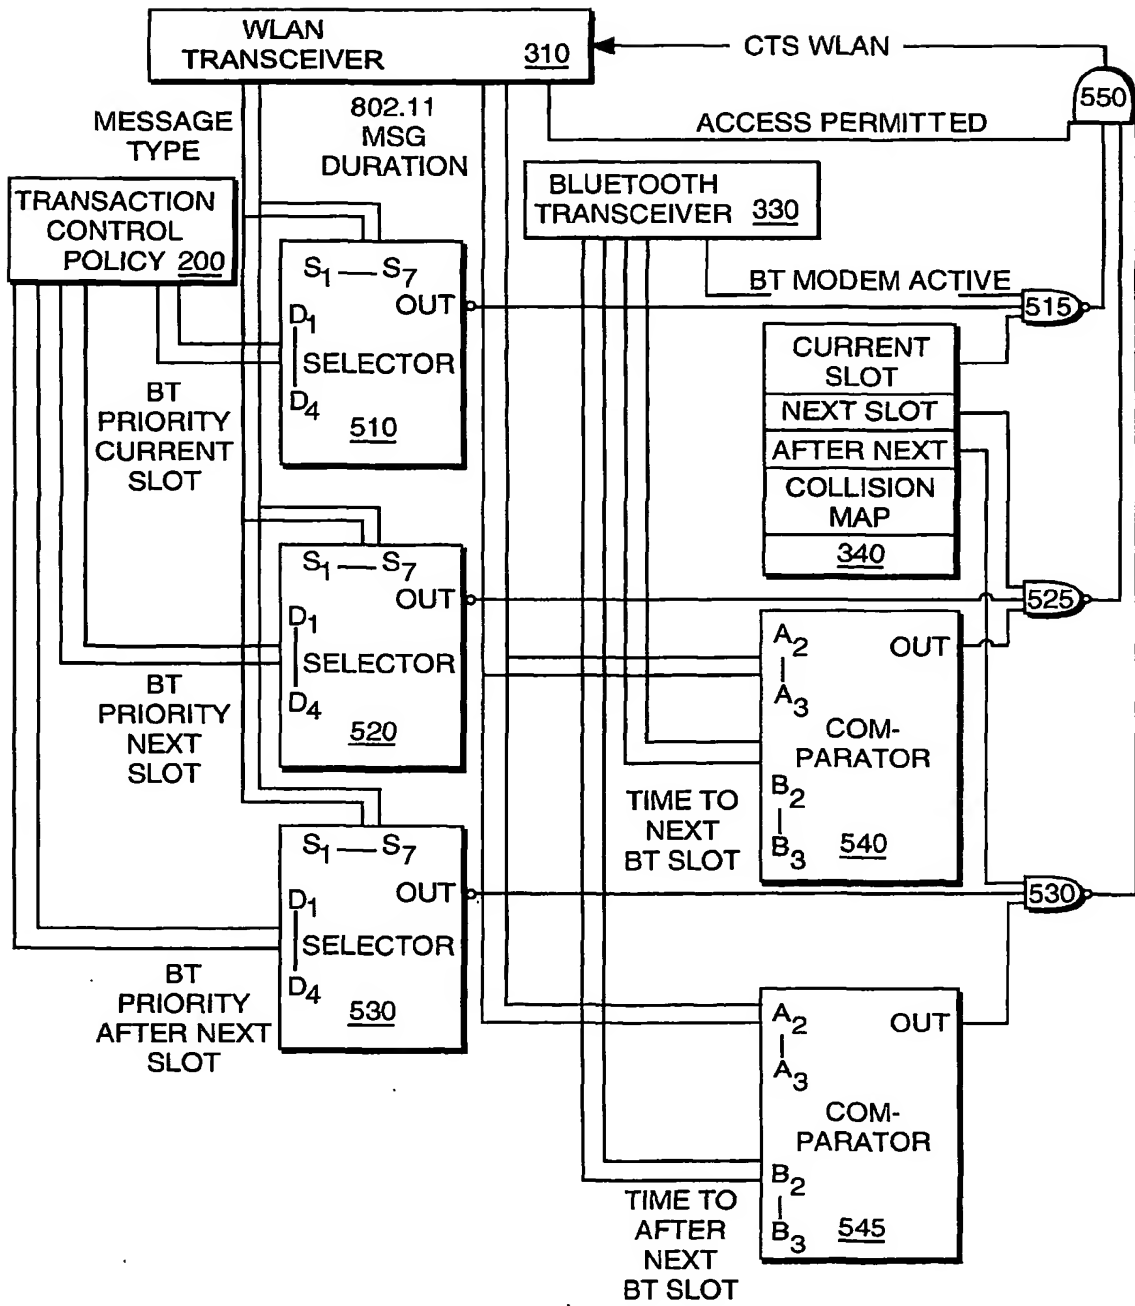 WLAN
TRANSCEIVER 310
CTS WLAN
550
MESSAGE
TYPE
802.11
MSG
DURATION
ACCESS PERMITTED
TRANSACTION
CONTROL
POLICY 200
BLUETOOTH
TRANSCEIVER 330
S1 — S7
OUT
D1
SELECTOR
D4
510
BT MODEM ACTIVE
515
BT
PRIORITY
CURRENT
SLOT
CURRENT
SLOT
NEXT SLOT
AFTER NEXT
COLLISION
MAP
340
S1 — S7
OUT
D1
SELECTOR
D4
520
525
BT
PRIORITY
NEXT
SLOT
A2
OUT
A3
COM-
PARATOR
B2
B3
540
TIME TO
NEXT
BT SLOT
S1 — S7
OUT
D1
SELECTOR
D4
530
530
BT
PRIORITY
AFTER NEXT
SLOT
A2
OUT
A3
COM-
PARATOR
B2
B3
545
TIME TO
AFTER
NEXT
BT SLOT